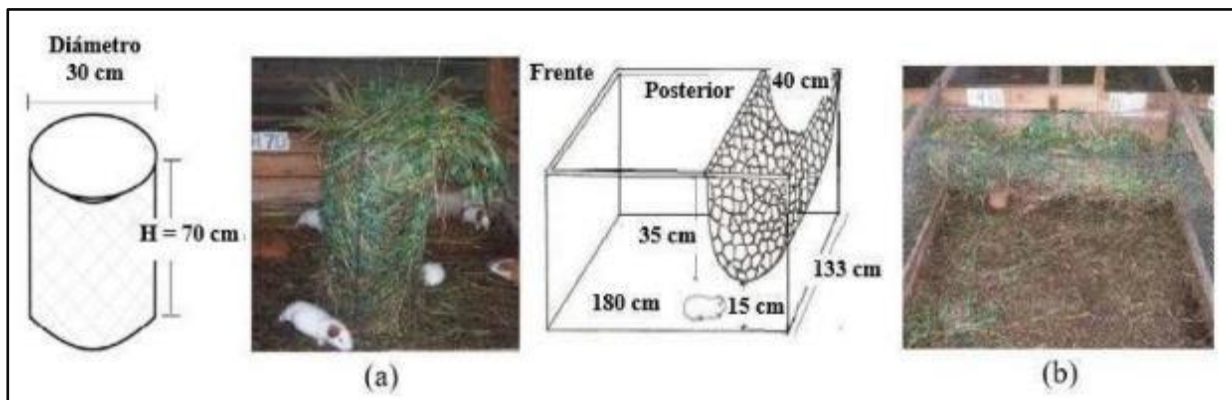 Diámetro
30 cm
H = 70 cm
(a)
Frente
Posterior
40 cm
35 cm
180 cm
15 cm
133 cm
(b)